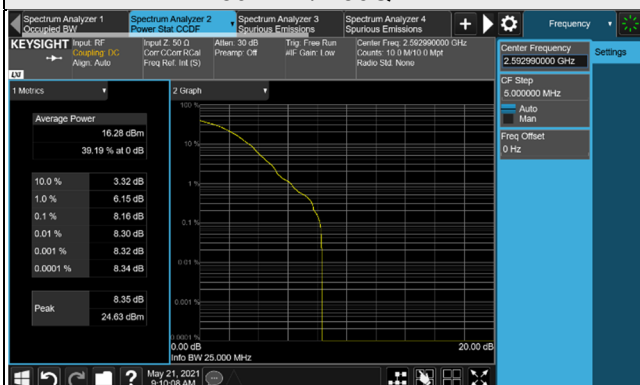 Spectrum Analyzer 1
Occupied BW
Spectrum Analyzer 2
Power Stat CCDF
Spectrum Analyzer 3
Spurious Emissions
Spectrum Analyzer 4
Spurious Emissions
Frequency
KEYSIGHT
Input: RF
Coupling: DC
Align: Auto
Input Z: 50 Ω
Corr CCorr RCal
Freq Ref: Int (S)
Atten: 30 dB
Preamp: Off
Trig: Free Run
#IF Gain: Low
Center Freq: 2.592990000 GHz
Counts: 10.0 M/10.0 Mpt
Radio Std: None
LXI
Center Frequency
2.592990000 GHz
Settings
CF Step
5.000000 MHz
Auto
Man
Freq Offset
0 Hz
1 Metrics
Average Power
16.28 dBm
39.19 % at 0 dB
10.0 % 3.32 dB
1.0 % 6.15 dB
0.1 % 8.16 dB
0.01 % 8.30 dB
0.001 % 8.32 dB
0.0001 % 8.34 dB
Peak
8.35 dB
24.63 dBm
2 Graph
100 %
10 %
1 %
0.1 %
0.01 %
0.001 %
0.0001 %
0.00 dB 20.00 dB
Info BW 25.000 MHz
May 21, 2021
9:10:08 AM